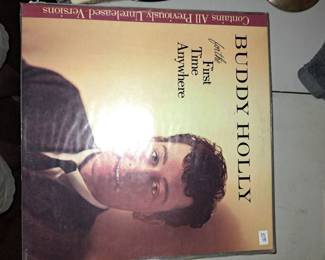 Contains All Previously Unreleased Versions
BUDDY HOLLY
for the
First
Time
Anywhere